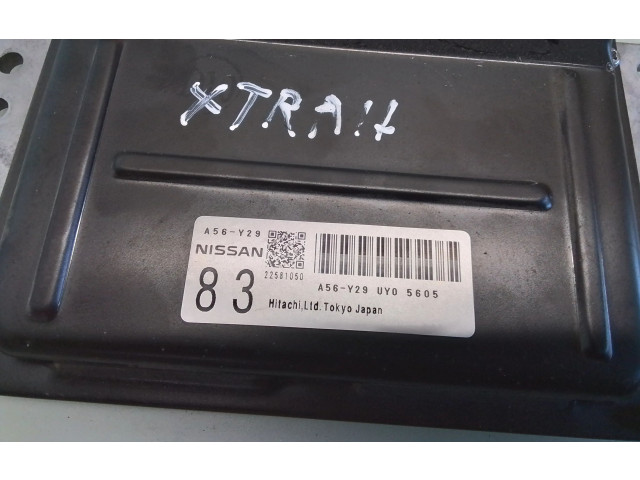 XTRAIL
A56-Y29
NISSAN
22581050
83
A56-Y29 UY0 5605
Hitachi,Ltd.Tokyo Japan